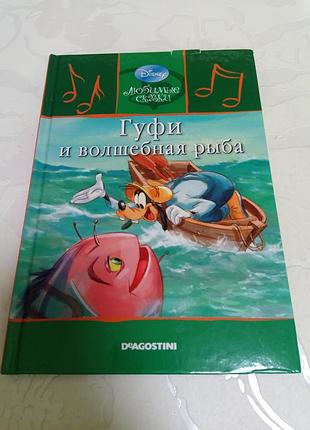 Disney
Любимые
сказки
Гуфи
и волшебная рыба
DeAGOSTINI